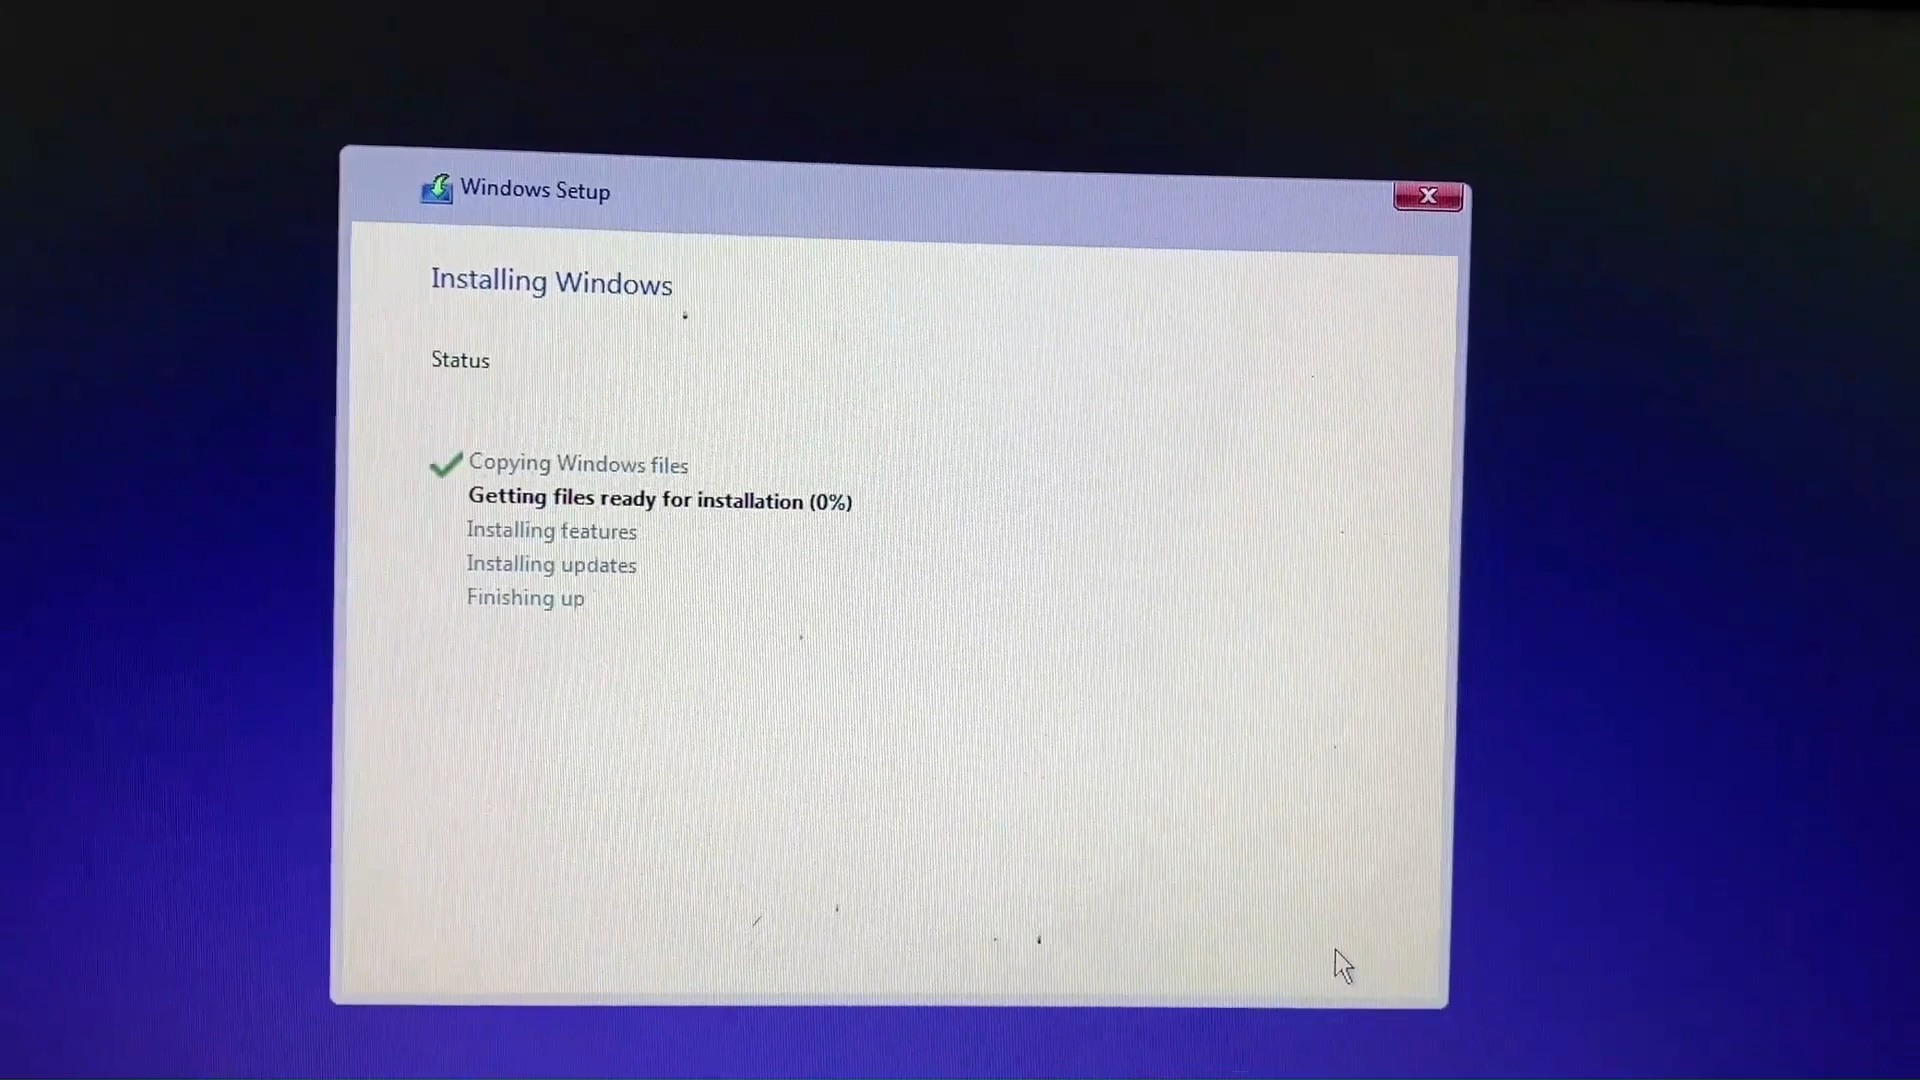 Windows Setup
Installing Windows
Status
Copying Windows files
Getting files ready for installation (0%)
Installing features
Installing updates
Finishing up